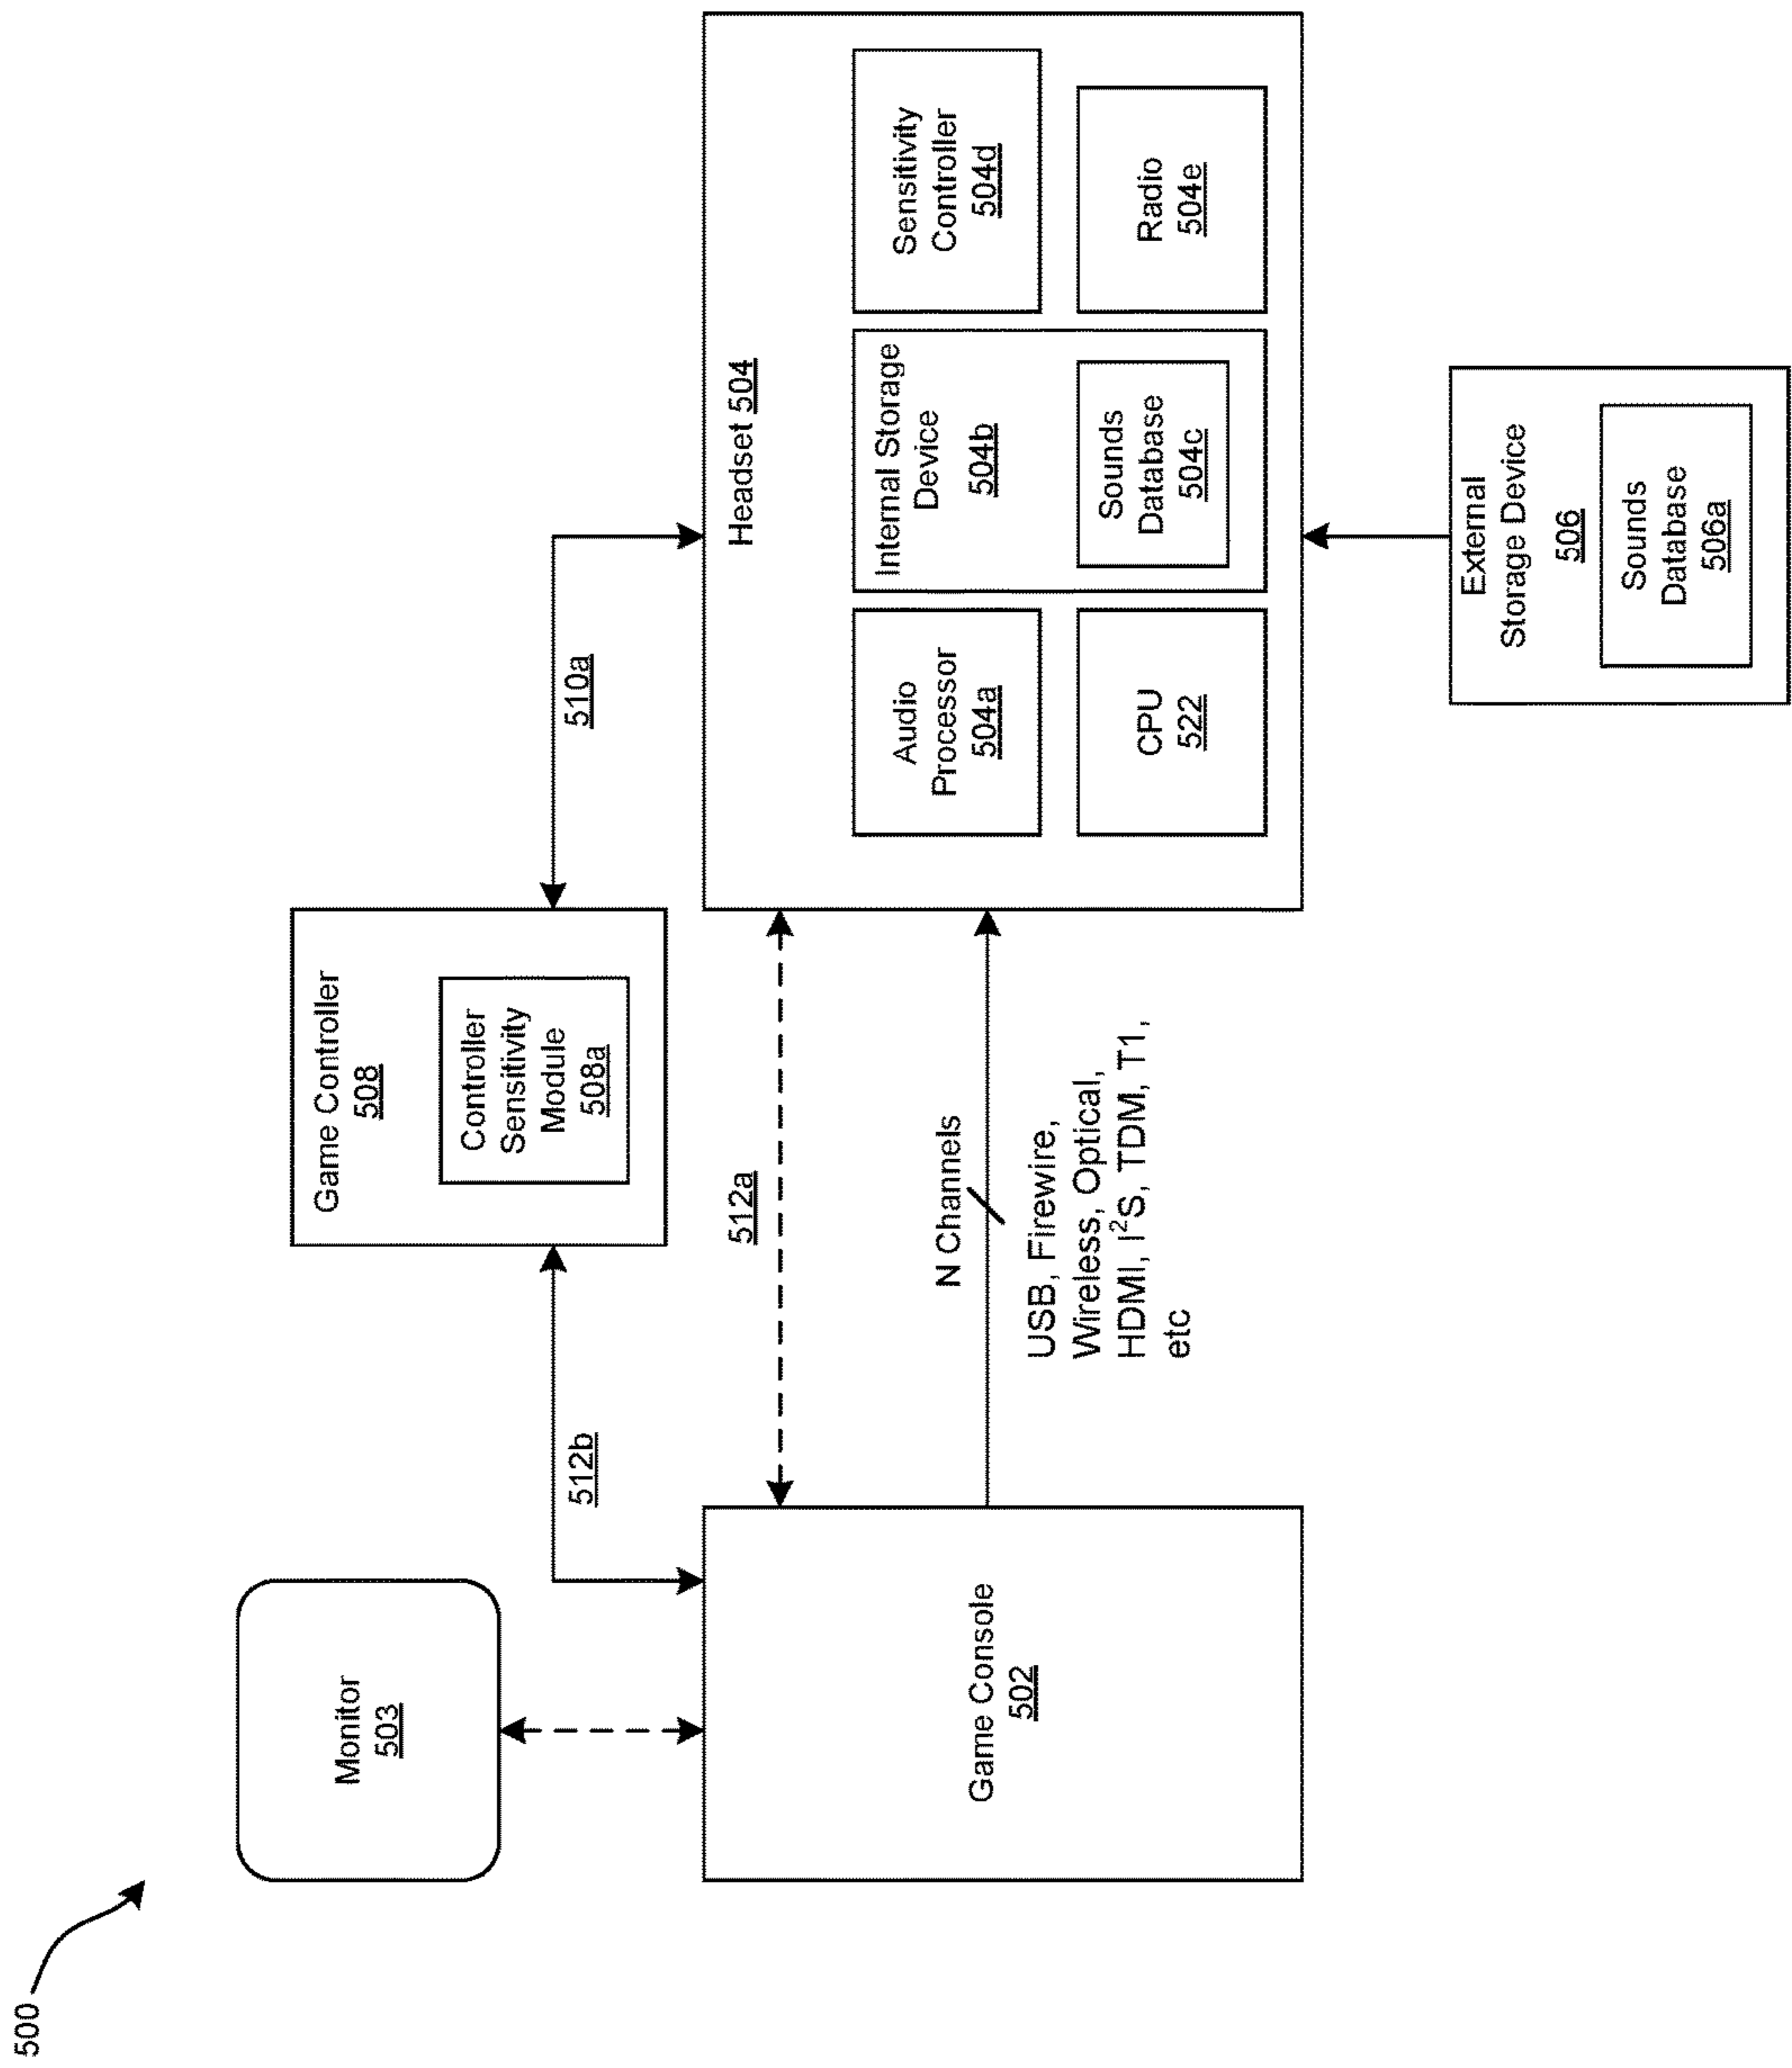 500
Monitor
503
Game Console
502
512b
Game Controller
508
Controller
Sensitivity
Module
508a
510a
512a
N Channels
USB, Firewire,
Wireless, Optical,
HDMI, I²S, TDM, T1,
etc
Headset 504
Audio
Processor
504a
CPU
522
Internal Storage
Device
504b
Sounds
Database
504c
Sensitivity
Controller
504d
Radio
504e
External
Storage Device
506
Sounds
Database
506a